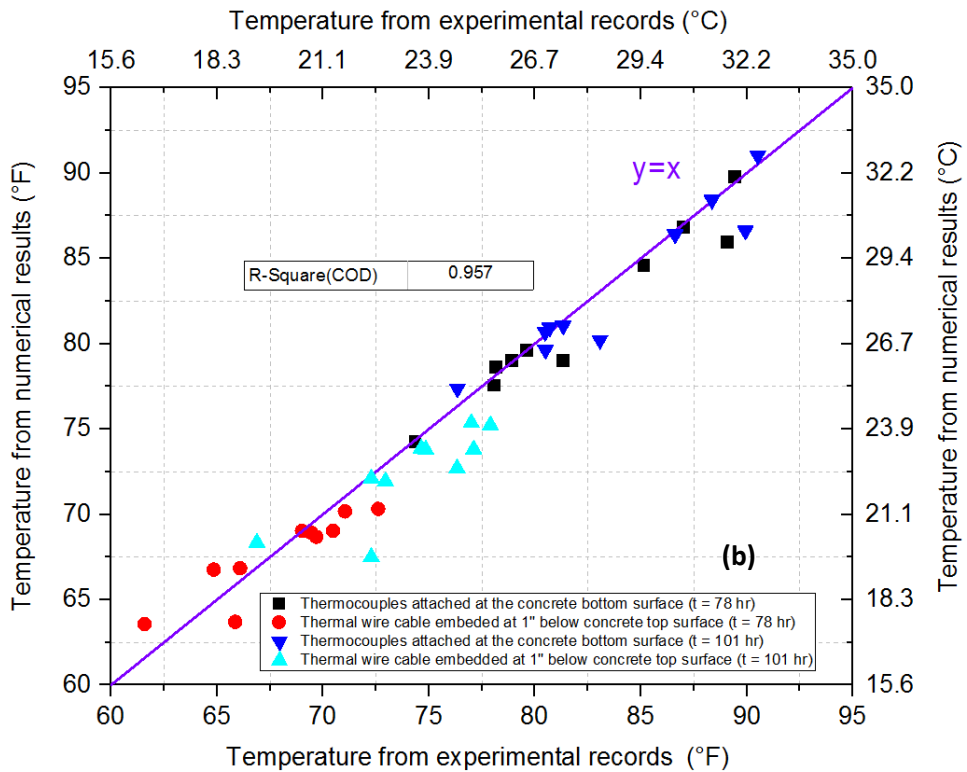 Temperature from experimental records (°C)
15.6 18.3 21.1 23.9 26.7 29.4 32.2 35.0
95 35.0
90 32.2
85 29.4
80 26.7
75 23.9
70 21.1
65 18.3
60 15.6
Temperature from numerical results (°F)
Temperature from numerical results (°C)
y=x
R-Square(COD) 0.957
(b)
Thermocouples attached at the concrete bottom surface (t = 78 hr)
Thermal wire cable embeded at 1" below concrete top surface (t = 78 hr)
Thermocouples attached at the concrete bottom surface (t = 101 hr)
Thermal wire cable embedded at 1" below concrete top surface (t = 101 hr)
60 65 70 75 80 85 90 95
Temperature from experimental records (°F)